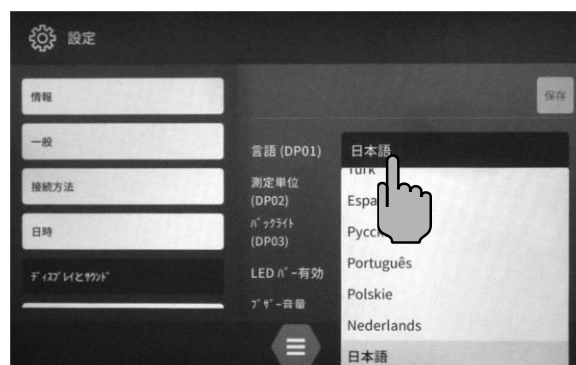 設定
情報
一般
接続方法
日時
ディスプレイとサウンド
保存
言語 (DP01)
測定単位
(DP02)
バックライト
(DP03)
LED バー有効
ブザー音量
日本語
Türk
Espa
Русс
Português
Polskie
Nederlands
日本語